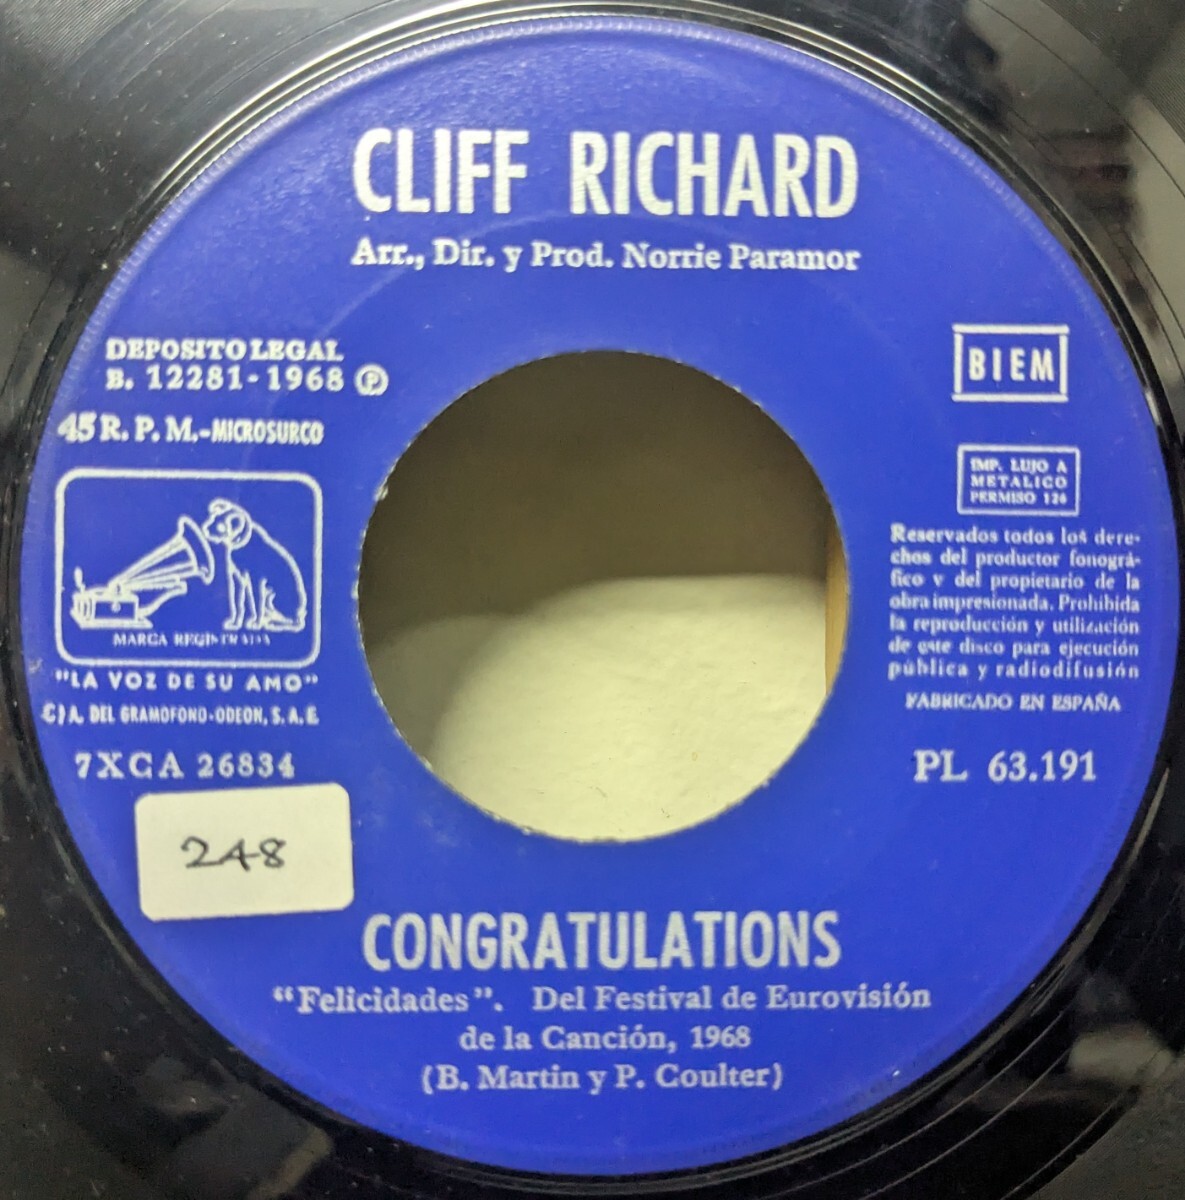 CLIFF RICHARD
Arr., Dir. y Prod. Norrie Paramor
DEPOSITO LEGAL
B. 12281-1968 Ⓟ
45 R. P. M.-MICROSURCO
MARCA REGISTRADA
"LA VOZ DE SU AMO"
C)A. DEL GRAMOFONO-ODEON, S. A. E.
7XCA 26834
248
BIEM
IMP. LUJO A
METALICO
PERMISO 126
Reservados todos los dere-
chos del productor fonográ-
fico y del propietario de la
obra impresionada. Prohibida
la reproducción y utilización
de este disco para ejecución
pública y radiodifusión
FABRICADO EN ESPAÑA
PL 63.191
CONGRATULATIONS
"Felicidades". Del Festival de Eurovisión
de la Canción, 1968
(B. Martin y P. Coulter)